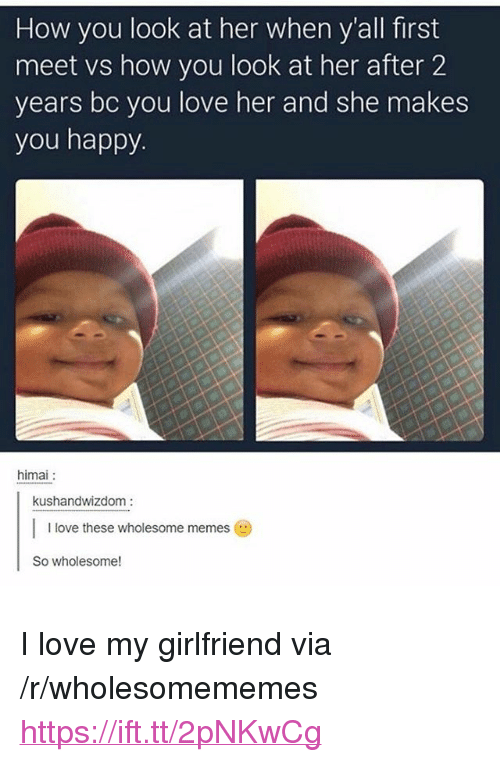 How you look at her when y'all first
meet vs how you look at her after 2
years bc you love her and she makes
you happy.
himai :
kushandwizdom :
I love these wholesome memes 🙂
So wholesome!
I love my girlfriend via
/r/wholesomememes
https://ift.tt/2pNKwCg